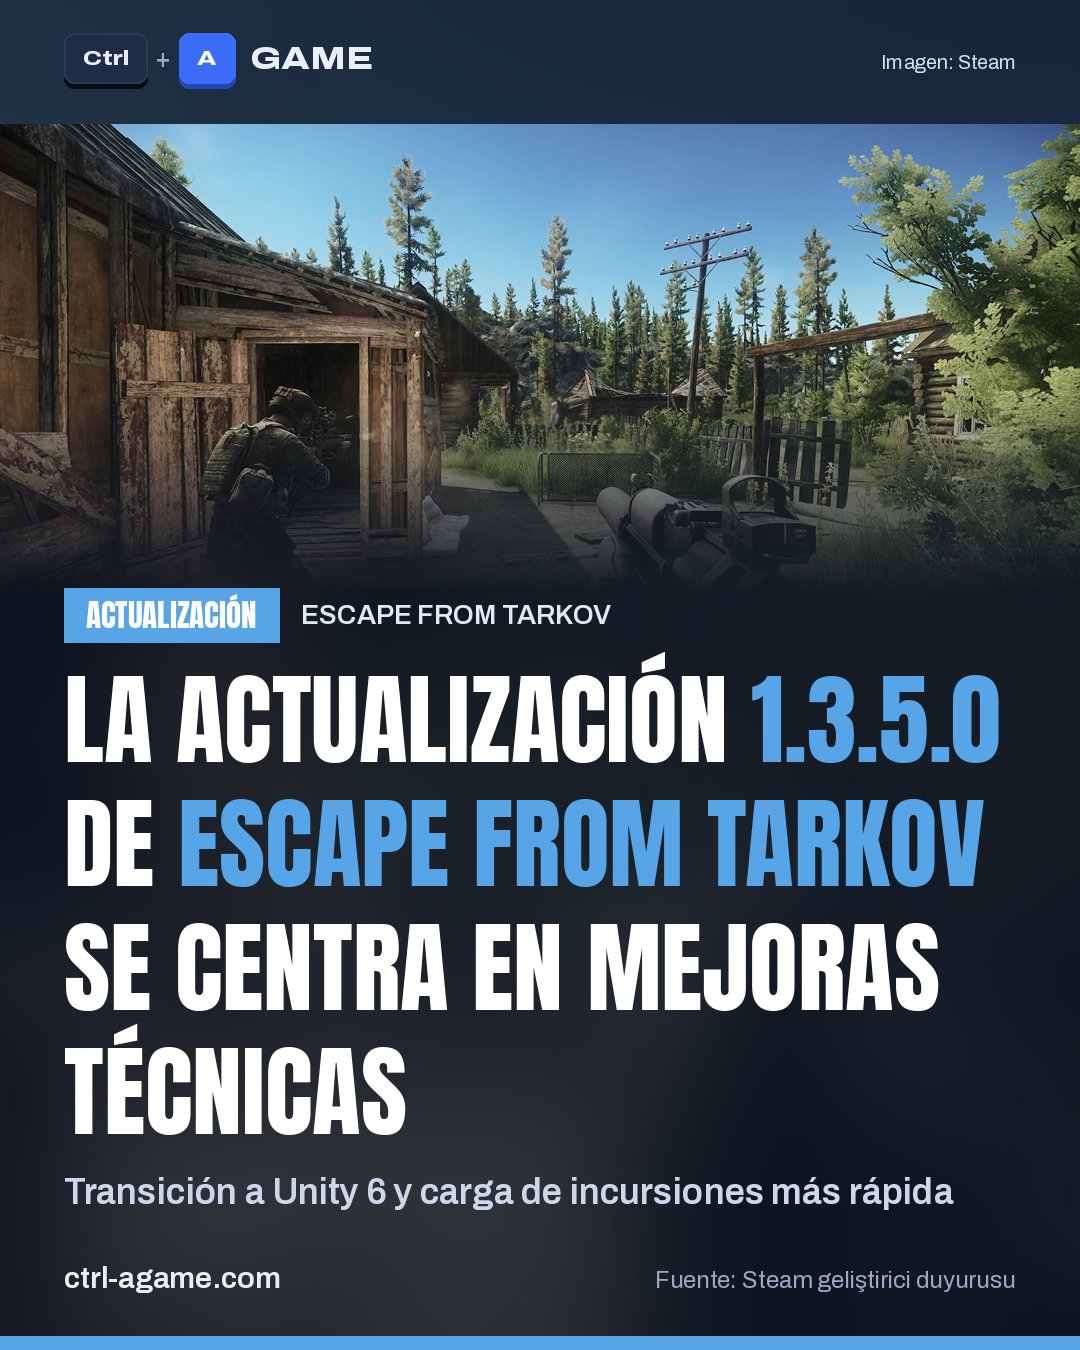 Ctrl + A GAME
Imagen: Steam
ACTUALIZACIÓN ESCAPE FROM TARKOV
LA ACTUALIZACIÓN 1.3.5.0
DE ESCAPE FROM TARKOV
SE CENTRA EN MEJORAS
TÉCNICAS
Transición a Unity 6 y carga de incursiones más rápida
ctrl-agame.com
Fuente: Steam geliştirici duyurusu